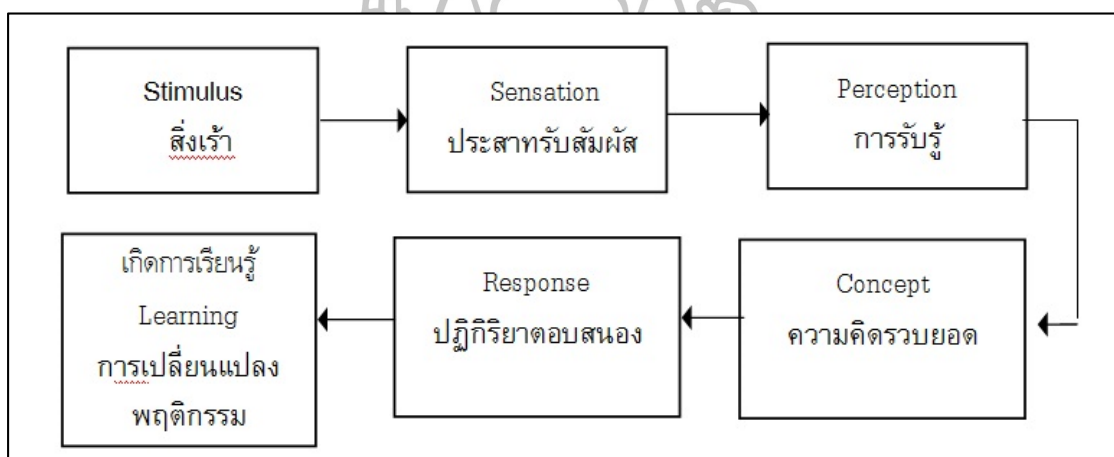 Stimulus
สิ่งเร้า
Sensation
ประสาทรับสัมผัส
Perception
การรับรู้
Concept
ความคิดรวบยอด
Response
ปฏิกิริยาตอบสนอง
เกิดการเรียนรู้
Learning
การเปลี่ยนแปลง
พฤติกรรม